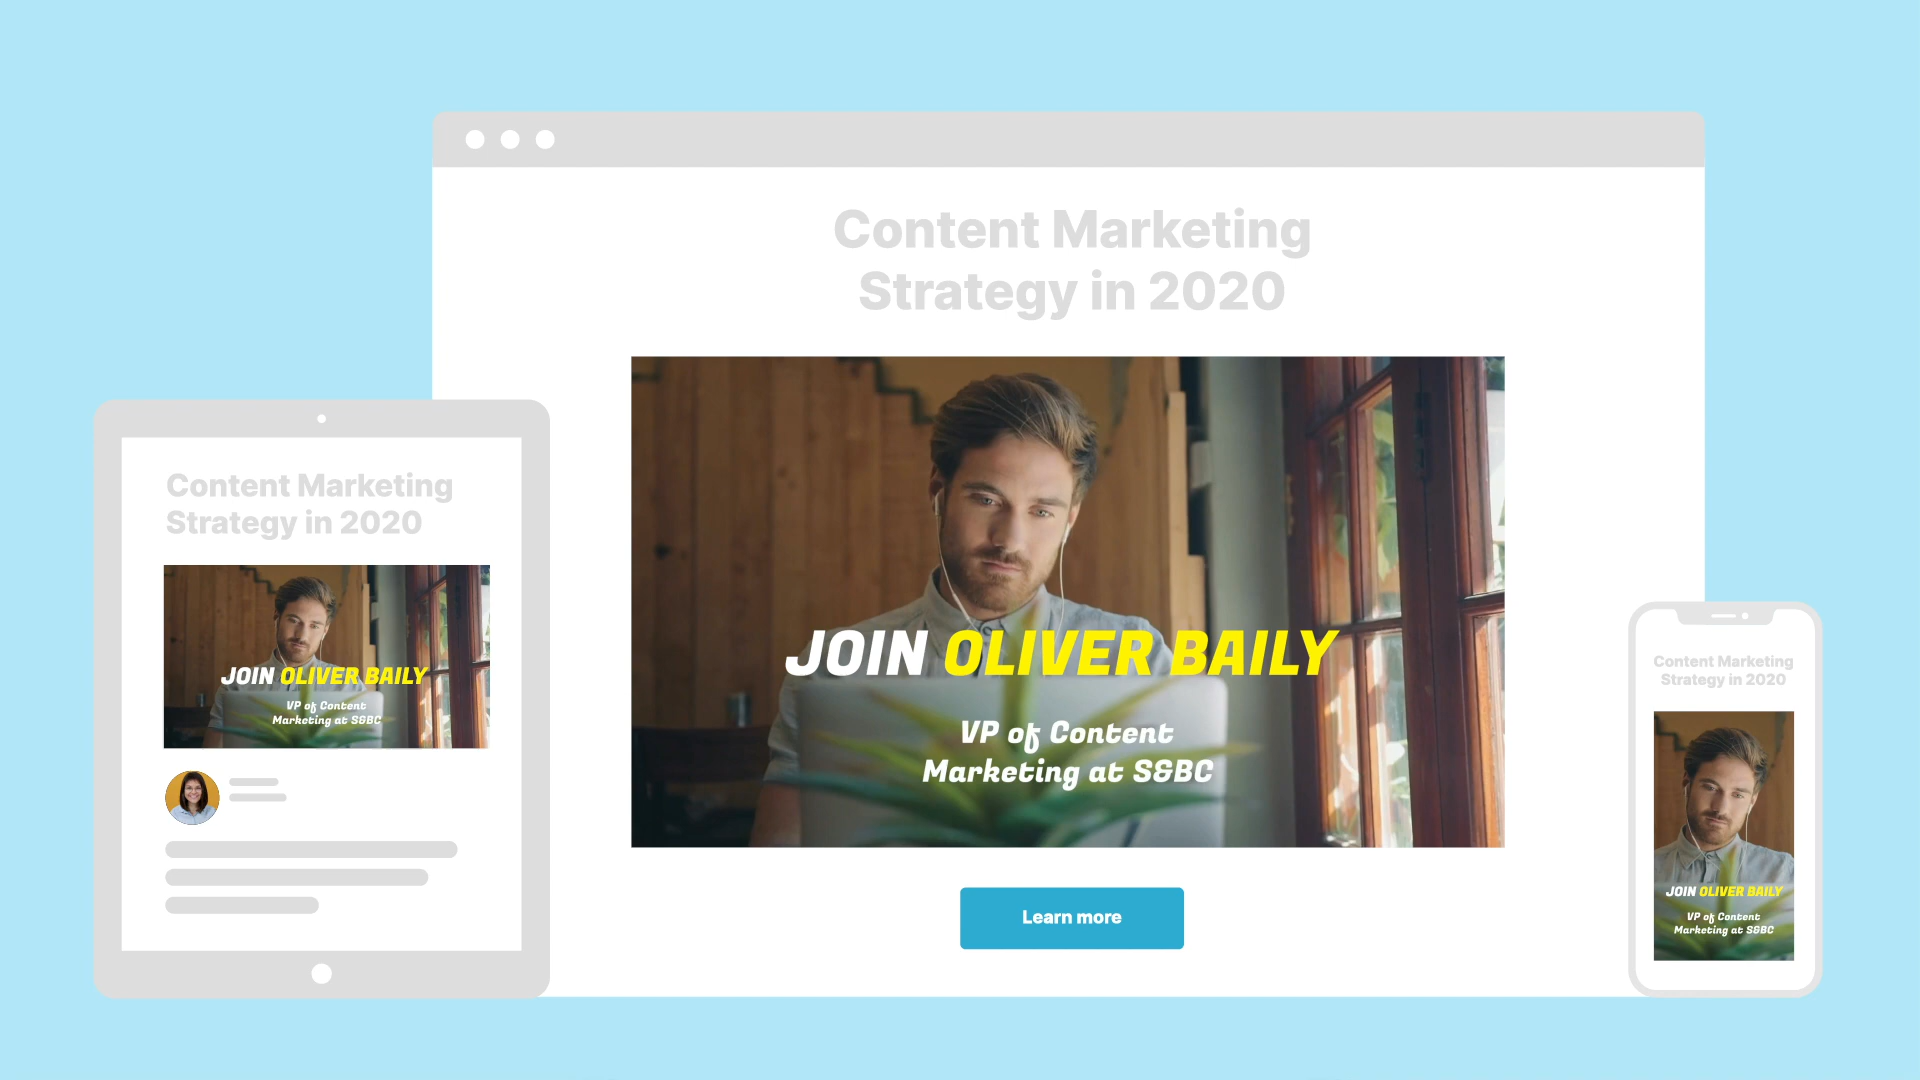 Content Marketing
Strategy in 2020
JOIN OLIVER BAILY
VP of Content
Marketing at S&BC
Learn more
Content Marketing
Strategy in 2020
JOIN OLIVER BAILY
VP of Content
Marketing at S&BC
Content Marketing
Strategy in 2020
JOIN OLIVER BAILY
VP of Content
Marketing at S&BC